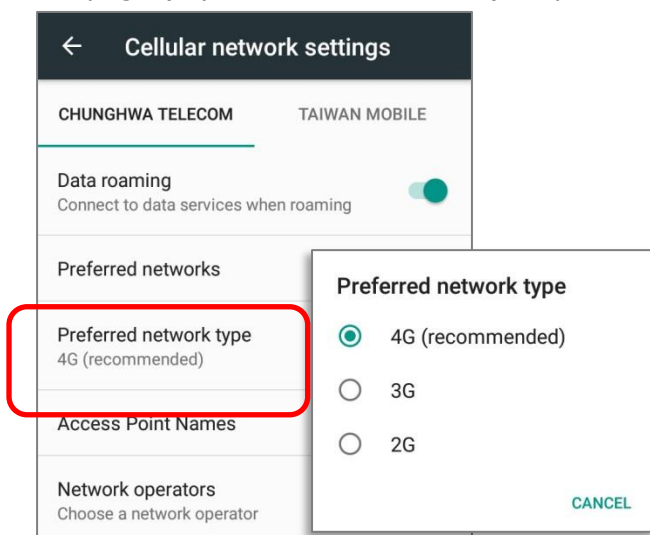 Cellular network settings
CHUNGHWA TELECOM
TAIWAN MOBILE
Data roaming
Connect to data services when roaming
Preferred networks
Preferred network type
4G (recommended)
Access Point Names
Network operators
Choose a network operator
Preferred network type
4G (recommended)
3G
2G
CANCEL